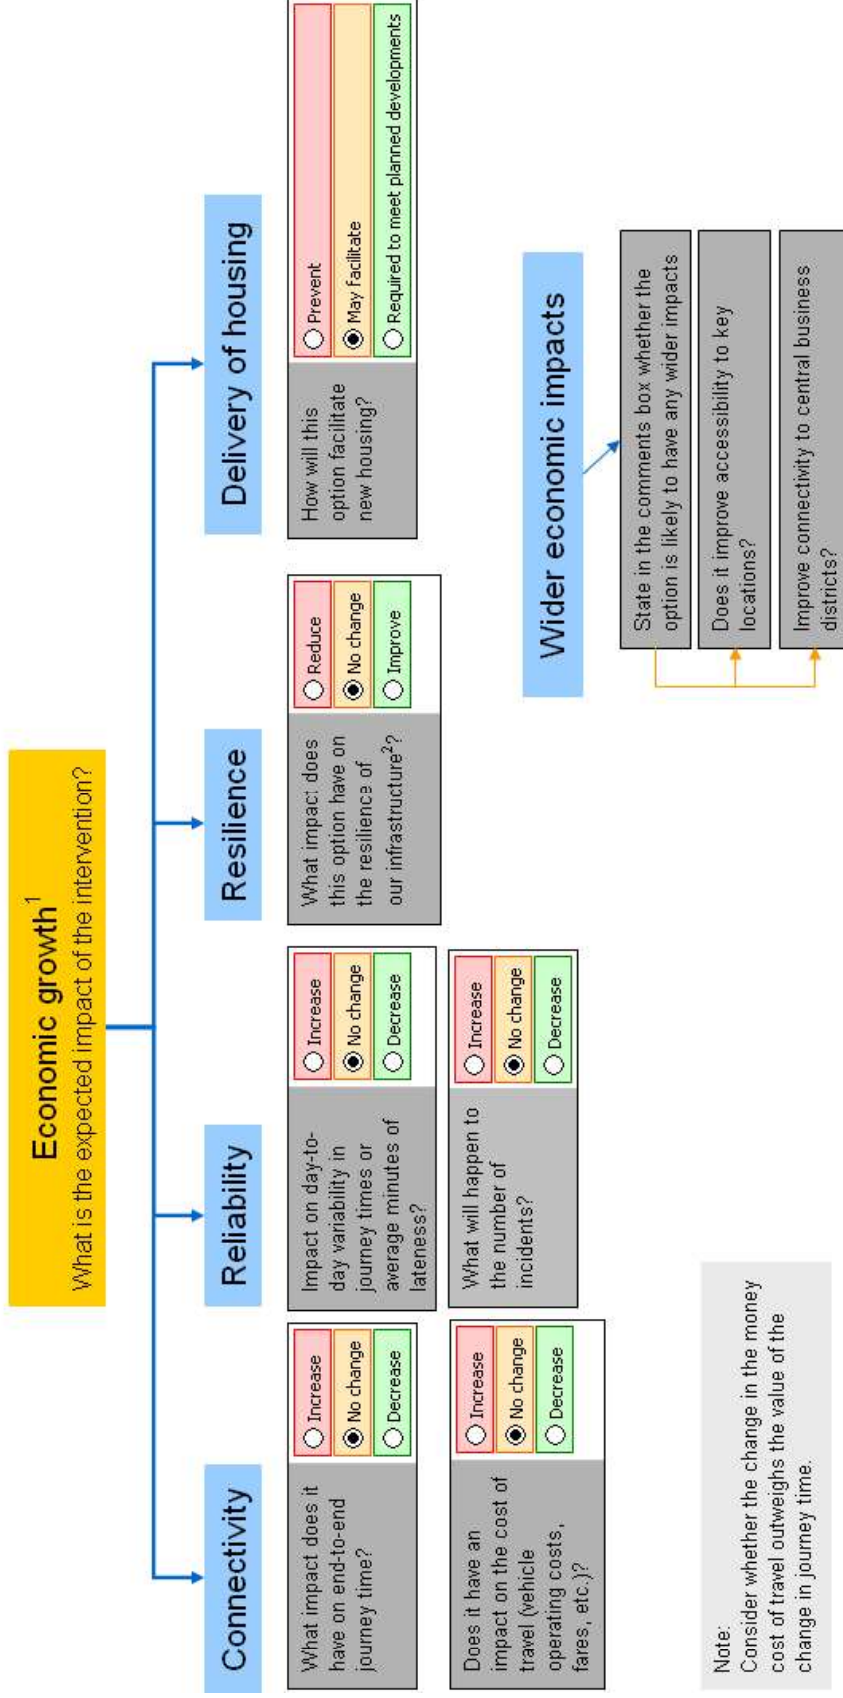 Economic growth¹
What is the expected impact of the intervention?
Connectivity
What impact does it
have on end-to-end
journey time?
Increase
No change
Decrease
Does it have an
impact on the cost of
travel (vehicle
operating costs,
fares, etc.)?
Increase
No change
Decrease
Reliability
Impact on day-to-
day variability in
journey times or
average minutes of
lateness?
Increase
No change
Decrease
What will happen to
the number of
incidents?
Increase
No change
Decrease
Resilience
What impact does
this option have on
the resilience of
our infrastructure²?
Reduce
No change
Improve
Delivery of housing
How will this
option facilitate
new housing?
Prevent
May facilitate
Required to meet planned developments
Wider economic impacts
State in the comments box whether the
option is likely to have any wider impacts
Does it improve accessibility to key
locations?
Improve connectivity to central business
districts?
Note:
Consider whether the change in the money
cost of travel outweighs the value of the
change in journey time.